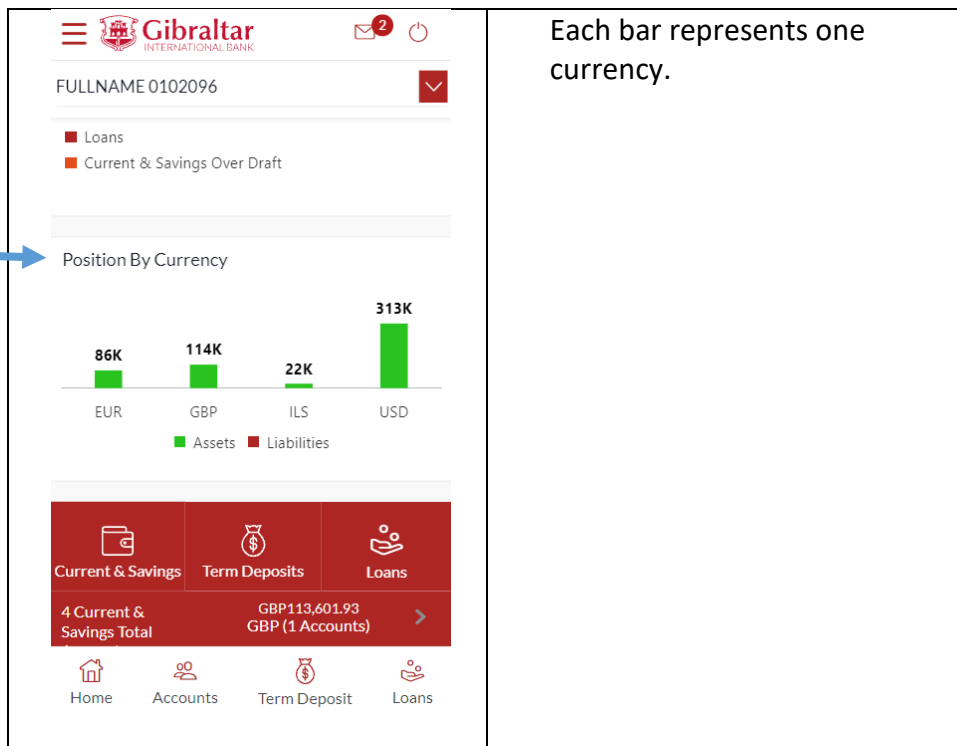 Gibraltar
INTERNATIONAL BANK
2
FULLNAME 0102096
Loans
Current & Savings Over Draft
Position By Currency
86K 114K 22K 313K
EUR GBP ILS USD
Assets Liabilities
Current & Savings Term Deposits Loans
4 Current & GBP113,601.93
Savings Total GBP (1 Accounts)
Home Accounts Term Deposit Loans
Each bar represents one
currency.